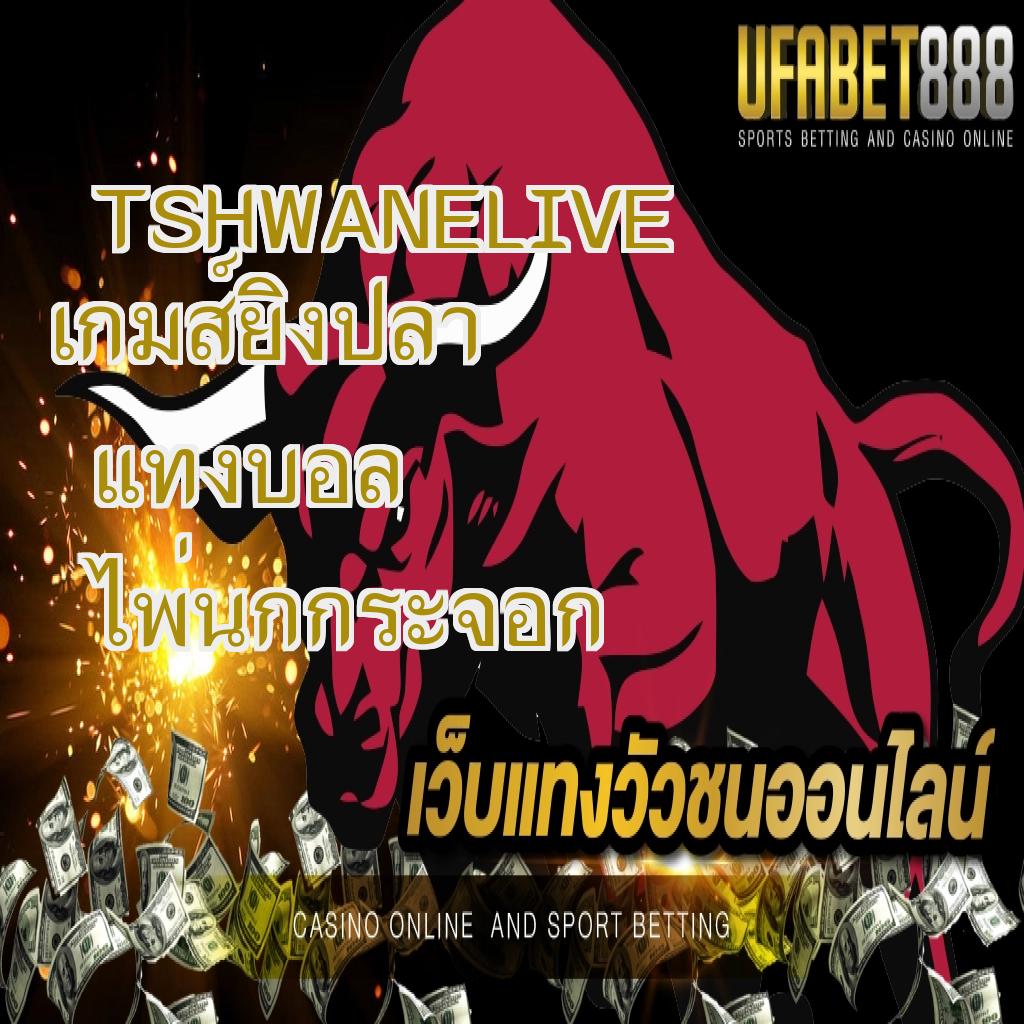 UFABET888
SPORTS BETTING AND CASINO ONLINE
TSHWANELIVE
เกมส์ยิงปลา
แทงบอล
ไพ่นกกระจอก
เว็บแทงวัวชนออนไลน์
CASINO ONLINE AND SPORT BETTING